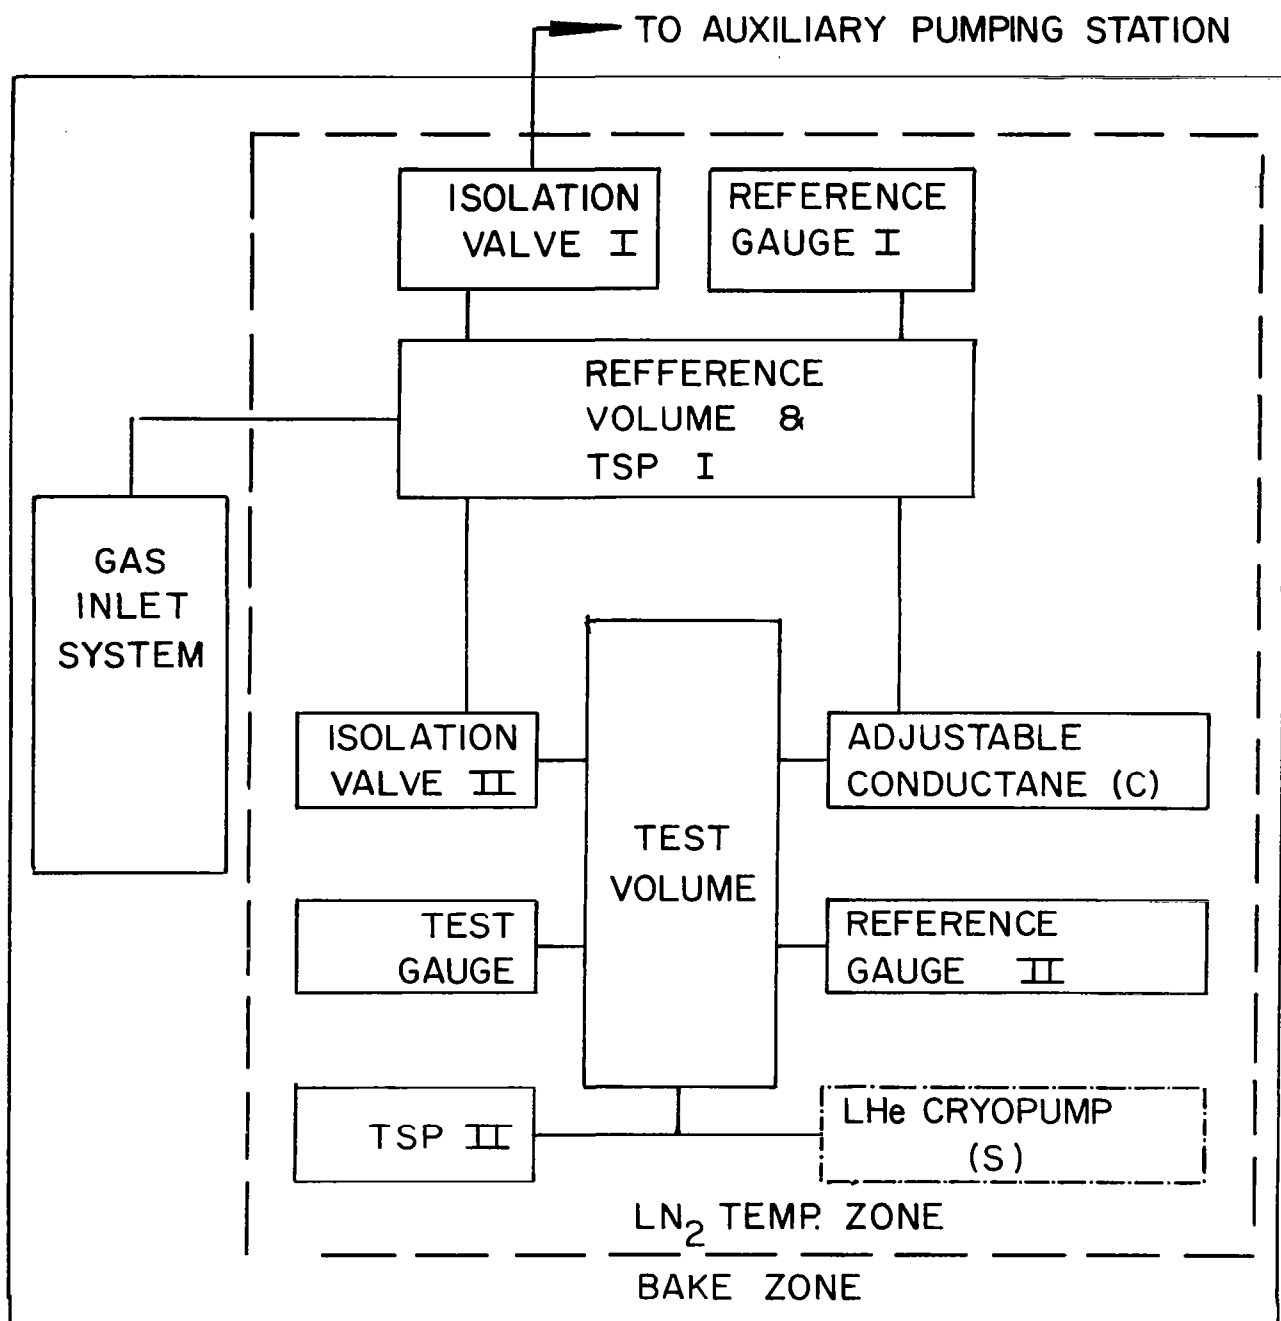 TO AUXILIARY PUMPING STATION
ISOLATION
VALVE I
REFERENCE
GAUGE I
REFFERENCE
VOLUME &
TSP I
GAS
INLET
SYSTEM
ISOLATION
VALVE II
ADJUSTABLE
CONDUCTANE (C)
TEST
VOLUME
TEST
GAUGE
REFERENCE
GAUGE II
TSP II
LHe CRYOPUMP
(S)
LN2 TEMP. ZONE
BAKE ZONE